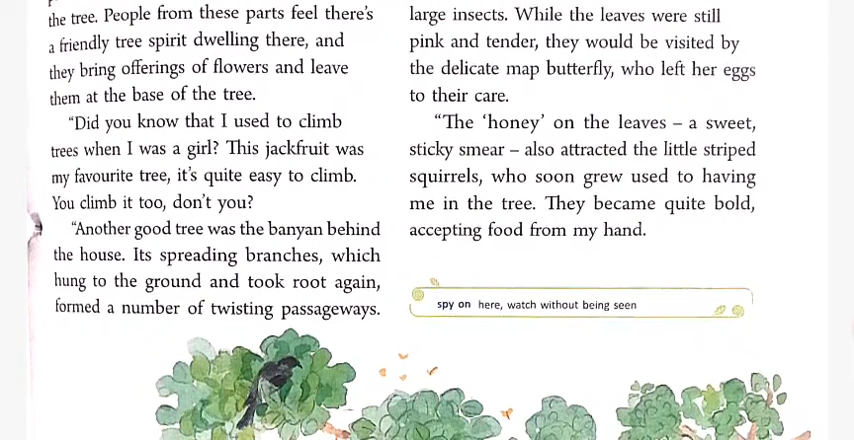 the tree. People from these parts feel there's
a friendly tree spirit dwelling there, and
they bring offerings of flowers and leave
them at the base of the tree.
“Did you know that I used to climb
trees when I was a girl? This jackfruit was
my favourite tree, it's quite easy to climb.
You climb it too, don't you?
“Another good tree was the banyan behind
the house. Its spreading branches, which
hung to the ground and took root again,
formed a number of twisting passageways.
large insects. While the leaves were still
pink and tender, they would be visited by
the delicate map butterfly, who left her eggs
to their care.
“The ‘honey’ on the leaves – a sweet,
sticky smear – also attracted the little striped
squirrels, who soon grew used to having
me in the tree. They became quite bold,
accepting food from my hand.
spy on here, watch without being seen